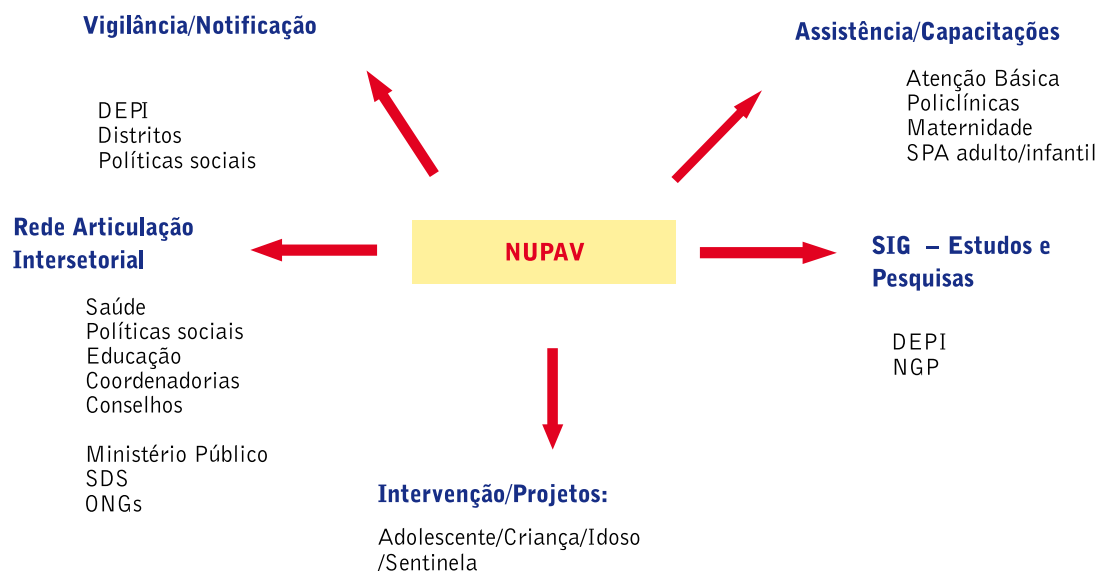 Vigilância/Notificação
DEPI
Distritos
Políticas sociais
Assistência/Capacitações
Atenção Básica
Policlínicas
Maternidade
SPA adulto/infantil
Rede Articulação
Intersetorial
Saúde
Políticas sociais
Educação
Coordenadorias
Conselhos
Ministério Público
SDS
ONGs
NUPAV
SIG – Estudos e
Pesquisas
DEPI
NGP
Intervenção/Projetos:
Adolescente/Criança/Idoso
/Sentinela